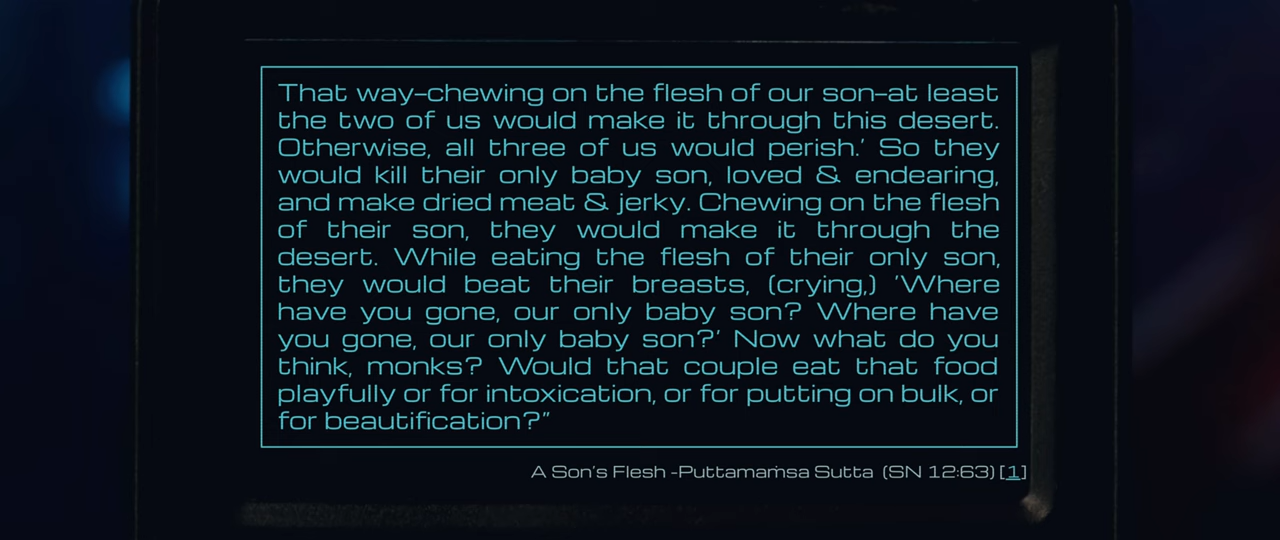 That way–chewing on the flesh of our son–at least
the two of us would make it through this desert.
Otherwise, all three of us would perish.' So they
would kill their only baby son, loved & endearing,
and make dried meat & jerky. Chewing on the flesh
of their son, they would make it through the
desert. While eating the flesh of their only son,
they would beat their breasts, (crying,) 'Where
have you gone, our only baby son? Where have
you gone, our only baby son?' Now what do you
think, monks? Would that couple eat that food
playfully or for intoxication, or for putting on bulk, or
for beautification?"
A Son's Flesh -Puttamaṁsa Sutta (SN 12:63) [1]